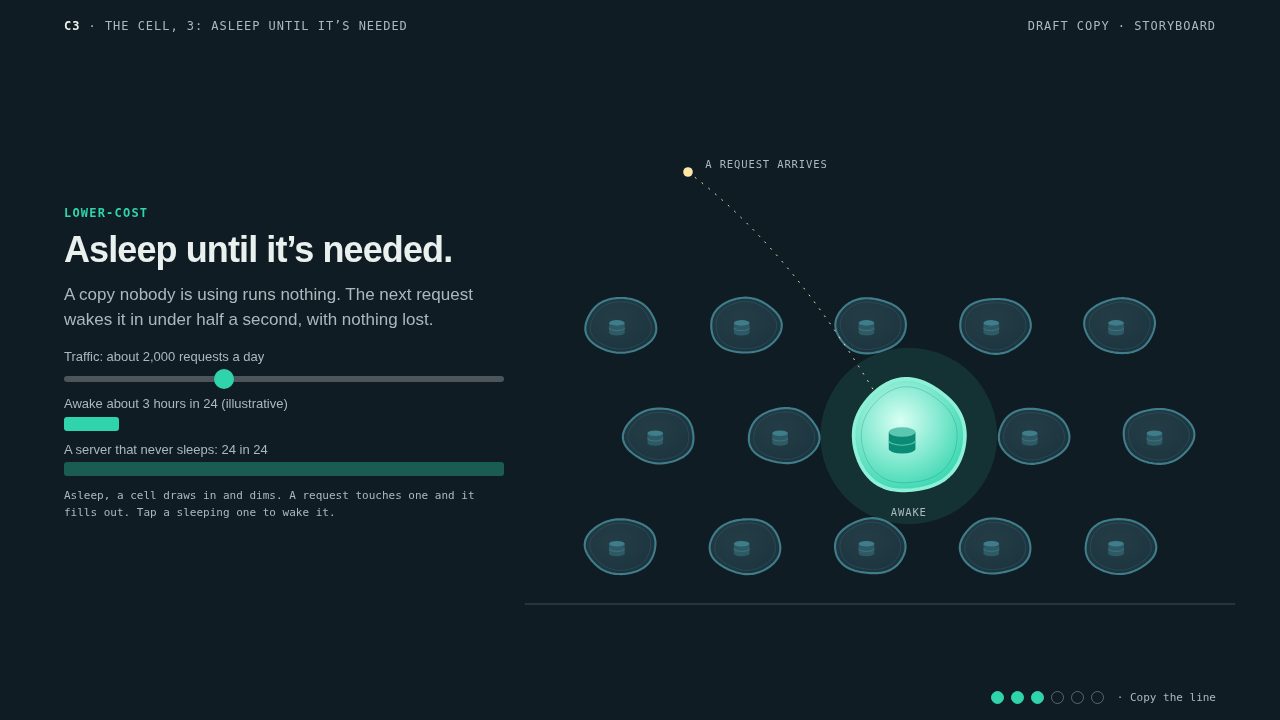 C3 · THE CELL, 3: ASLEEP UNTIL IT’S NEEDED
DRAFT COPY · STORYBOARD
A REQUEST ARRIVES
LOWER-COST
Asleep until it’s needed.
A copy nobody is using runs nothing. The next request
wakes it in under half a second, with nothing lost.
Traffic: about 2,000 requests a day
Awake about 3 hours in 24 (illustrative)
A server that never sleeps: 24 in 24
Asleep, a cell draws in and dims. A request touches one and it
fills out. Tap a sleeping one to wake it.
AWAKE
· Copy the line